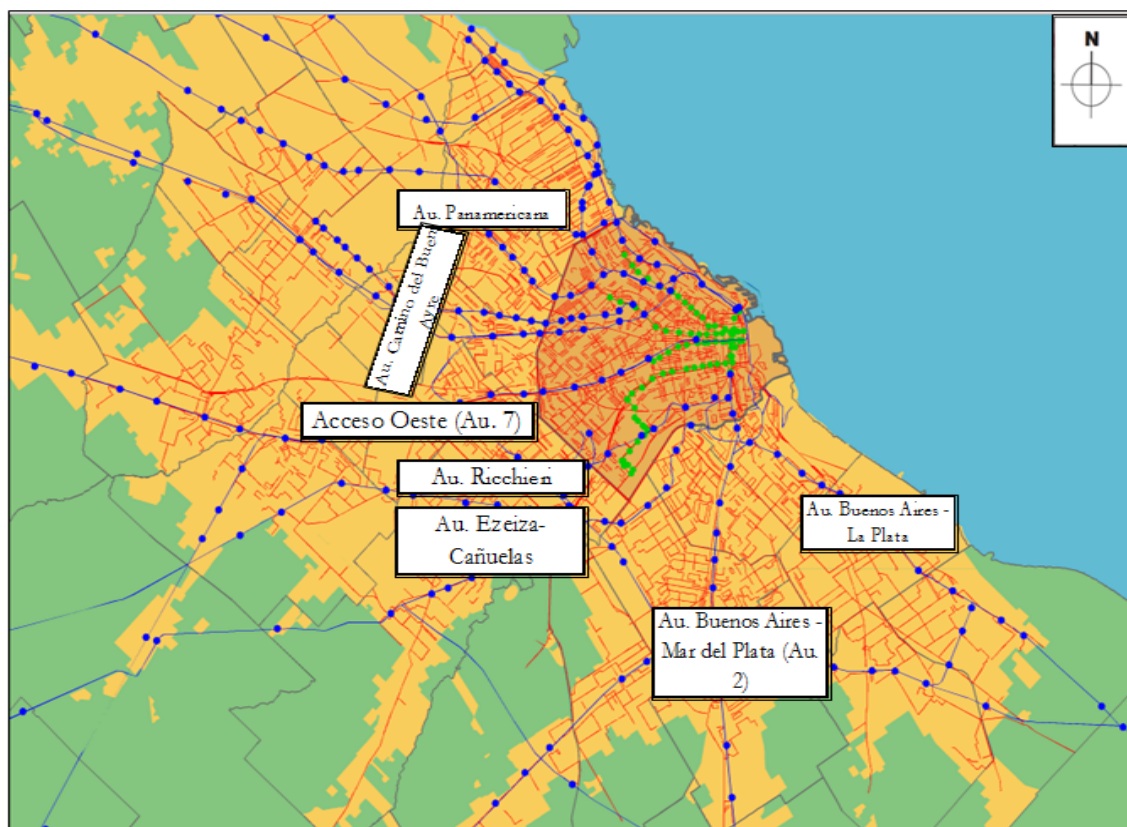 N
Au. Panamericana
Au. Camino del Buen
Ayre
Acceso Oeste (Au. 7)
Au. Ricchieri
Au. Ezeiza-
Cañuelas
Au. Buenos Aires -
La Plata
Au. Buenos Aires -
Mar del Plata (Au.
2)